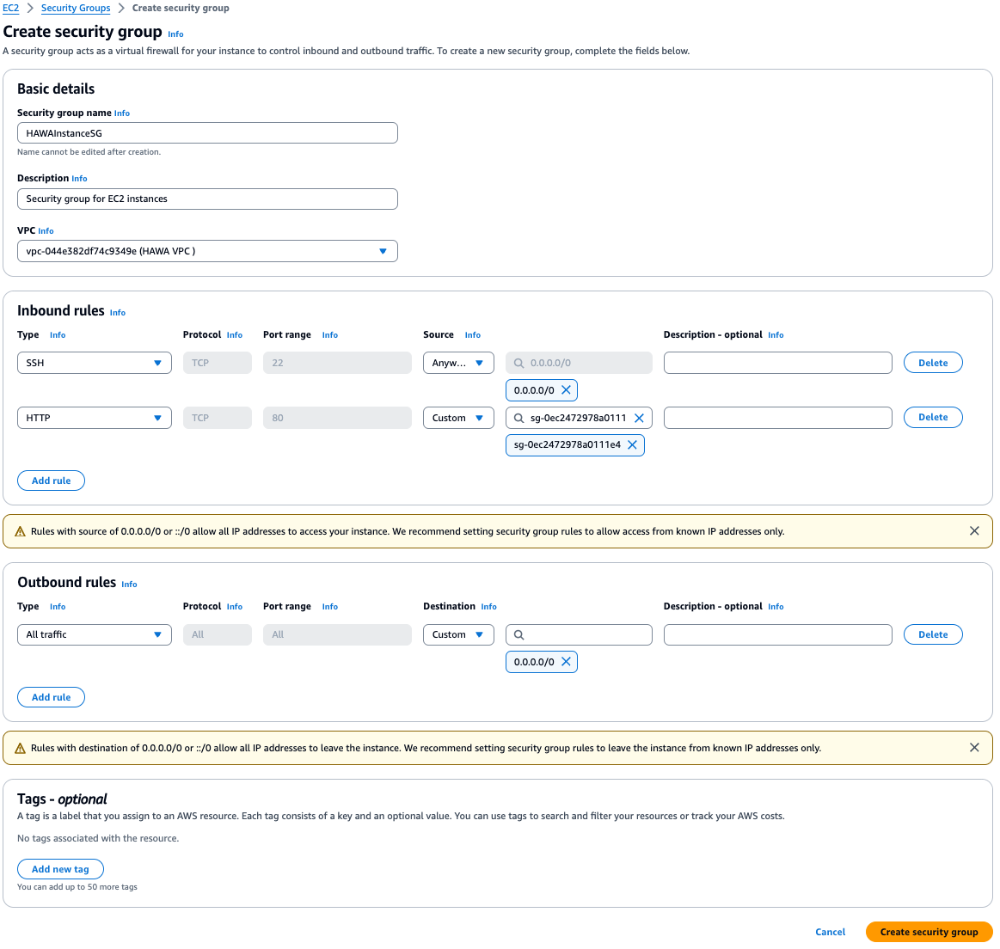 EC2 > Security Groups > Create security group
Create security group Info
A security group acts as a virtual firewall for your instance to control inbound and outbound traffic. To create a new security group, complete the fields below.
Basic details
Security group name Info
HAWAInstanceSG
Name cannot be edited after creation.
Description Info
Security group for EC2 instances
VPC Info
vpc-044e382df74c9349e (HAWA VPC )
Inbound rules Info
Type Info Protocol Info Port range Info Source Info Description - optional Info
SSH TCP 22 Anyw... 0.0.0.0/0 Delete
0.0.0.0/0
HTTP TCP 80 Custom sg-0ec2472978a0111 Delete
sg-0ec2472978a0111e4
Add rule
Rules with source of 0.0.0.0/0 or ::/0 allow all IP addresses to access your instance. We recommend setting security group rules to allow access from known IP addresses only.
Outbound rules Info
Type Info Protocol Info Port range Info Destination Info Description - optional Info
All traffic All All Custom Delete
0.0.0.0/0
Add rule
Rules with destination of 0.0.0.0/0 or ::/0 allow all IP addresses to leave the instance. We recommend setting security group rules to leave the instance from known IP addresses only.
Tags - optional
A tag is a label that you assign to an AWS resource. Each tag consists of a key and an optional value. You can use tags to search and filter your resources or track your AWS costs.
No tags associated with the resource.
Add new tag
You can add up to 50 more tags
Cancel Create security group